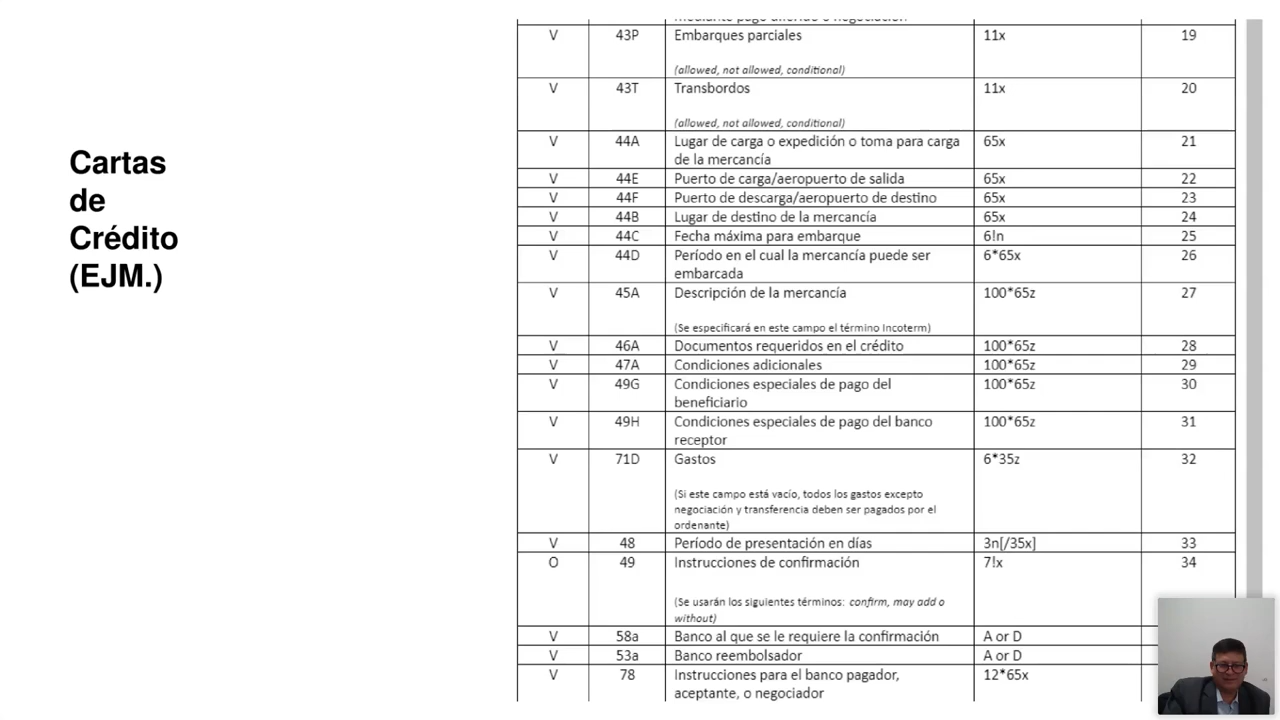 Cartas
de
Crédito
(EJM.)
mediante pago diferido o negociación
V 43P Embarques parciales 11x 19
(allowed, not allowed, conditional)
V 43T Transbordos 11x 20
(allowed, not allowed, conditional)
V 44A Lugar de carga o expedición o toma para carga 65x 21
de la mercancía
V 44E Puerto de carga/aeropuerto de salida 65x 22
V 44F Puerto de descarga/aeropuerto de destino 65x 23
V 44B Lugar de destino de la mercancía 65x 24
V 44C Fecha máxima para embarque 6!n 25
V 44D Período en el cual la mercancía puede ser 6*65x 26
embarcada
V 45A Descripción de la mercancía 100*65z 27
(Se especificará en este campo el término Incoterm)
V 46A Documentos requeridos en el crédito 100*65z 28
V 47A Condiciones adicionales 100*65z 29
V 49G Condiciones especiales de pago del 100*65z 30
beneficiario
V 49H Condiciones especiales de pago del banco 100*65z 31
receptor
V 71D Gastos 6*35z 32
(Si este campo está vacío, todos los gastos excepto
negociación y transferencia deben ser pagados por el
ordenante)
V 48 Período de presentación en días 3n[/35x] 33
O 49 Instrucciones de confirmación 7!x 34
(Se usarán los siguientes términos: confirm, may add o
without)
V 58a Banco al que se le requiere la confirmación A or D
V 53a Banco reembolsador A or D
V 78 Instrucciones para el banco pagador, 12*65x
aceptante, o negociador